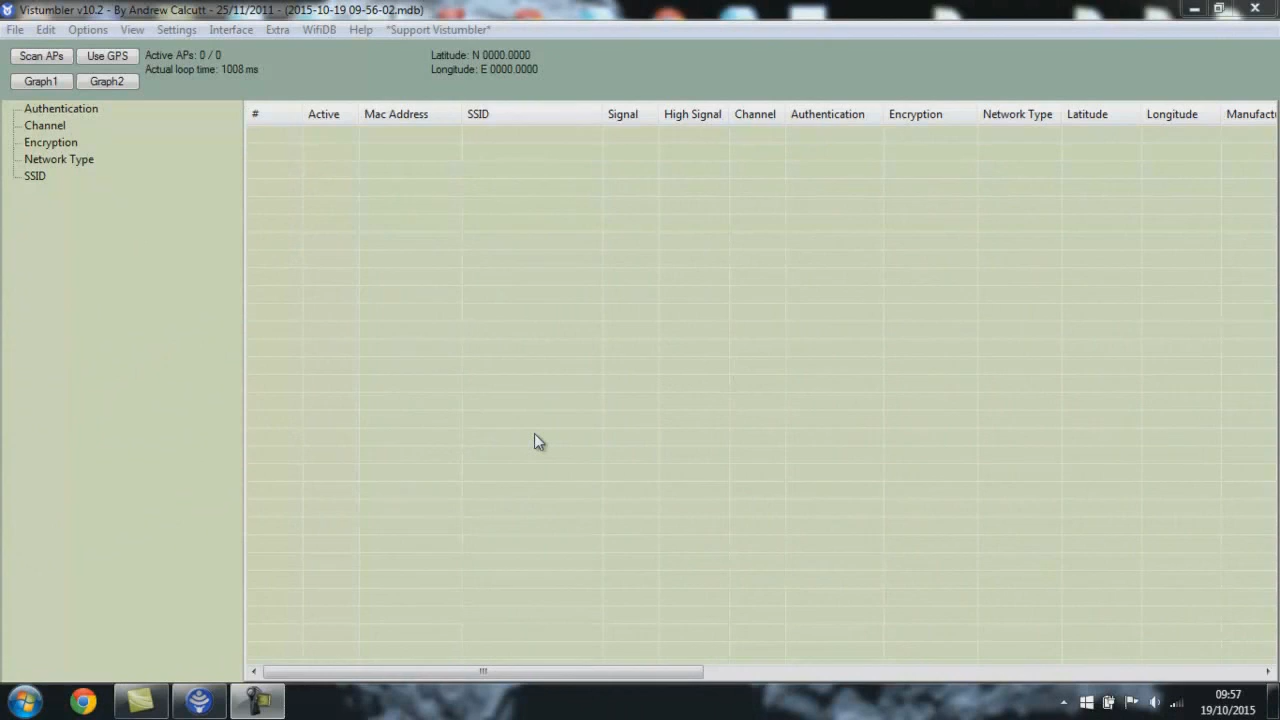 Vistumbler v10.2 - By Andrew Calcutt - 25/11/2011 - (2015-10-19 09-56-02.mdb)
File Edit Options View Settings Interface Extra WifiDB Help *Support Vistumbler*
Scan APs Use GPS Active APs: 0 / 0 Latitude: N 0000.0000
Actual loop time: 1008 ms Longitude: E 0000.0000
Graph1 Graph2
Authentication
Channel
Encryption
Network Type
SSID
# Active Mac Address SSID Signal High Signal Channel Authentication Encryption Network Type Latitude Longitude Manufactu
09:57
19/10/2015